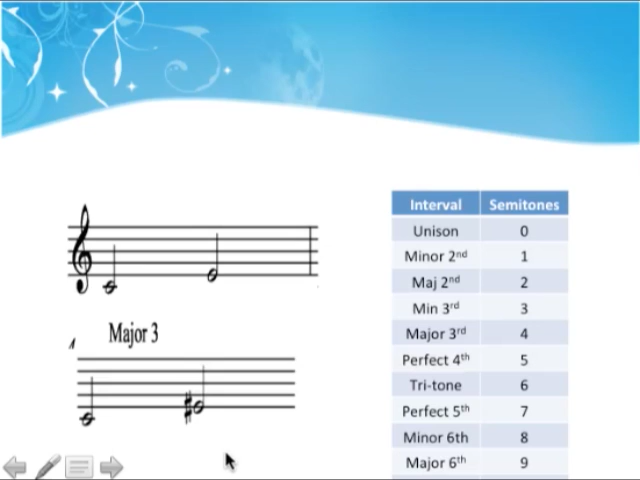 Major 3
Interval Semitones
Unison 0
Minor 2nd 1
Maj 2nd 2
Min 3rd 3
Major 3rd 4
Perfect 4th 5
Tri-tone 6
Perfect 5th 7
Minor 6th 8
Major 6th 9